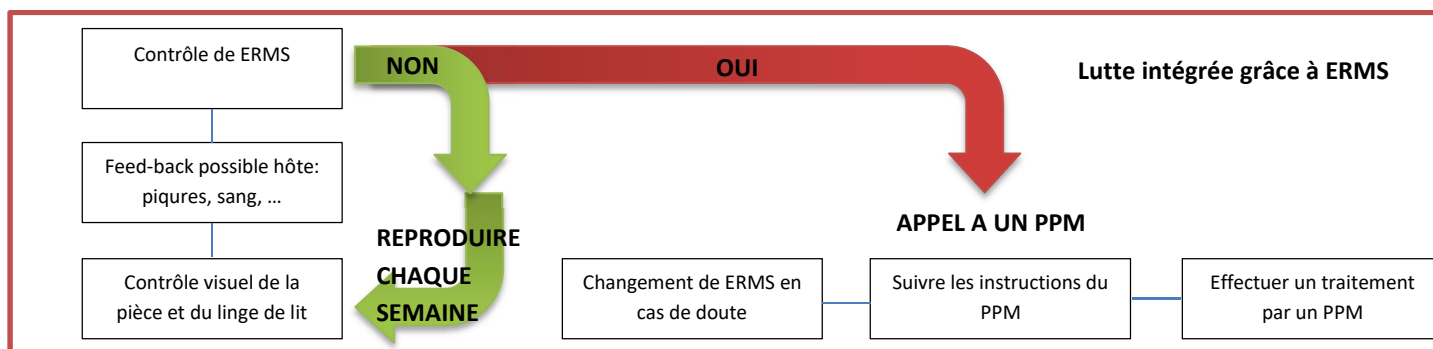 Contrôle de ERMS
NON
OUI
Lutte intégrée grâce à ERMS
Feed-back possible hôte:
piqures, sang, ...
REPRODUIRE
CHAQUE
SEMAINE
APPEL A UN PPM
Contrôle visuel de la
pièce et du linge de lit
Changement de ERMS en
cas de doute
Suivre les instructions du
PPM
Effectuer un traitement
par un PPM